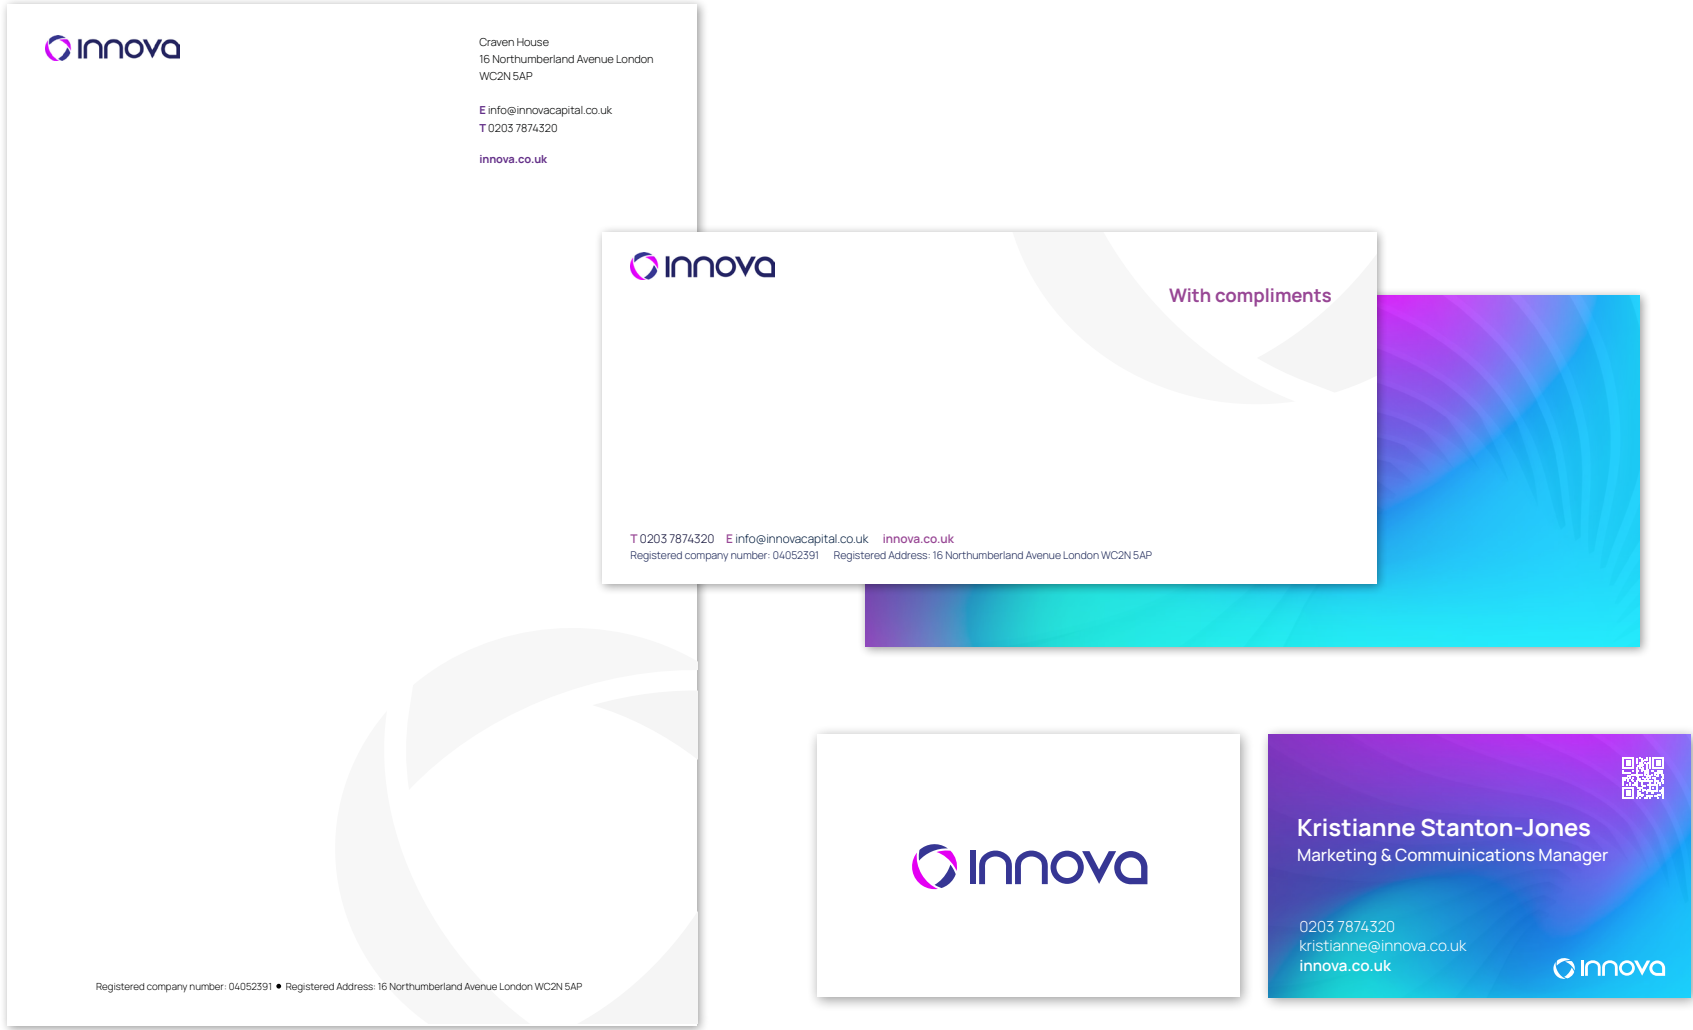 innova
Craven House
16 Northumberland Avenue London
WC2N 5AP
E info@innovacapital.co.uk
T 0203 7874320
innova.co.uk
Registered company number: 04052391 ● Registered Address: 16 Northumberland Avenue London WC2N 5AP
innova
With compliments
T 0203 7874320 E info@innovacapital.co.uk innova.co.uk
Registered company number: 04052391 Registered Address: 16 Northumberland Avenue London WC2N 5AP
innova
Kristianne Stanton-Jones
Marketing & Commuinications Manager
0203 7874320
kristianne@innova.co.uk
innova.co.uk
innova